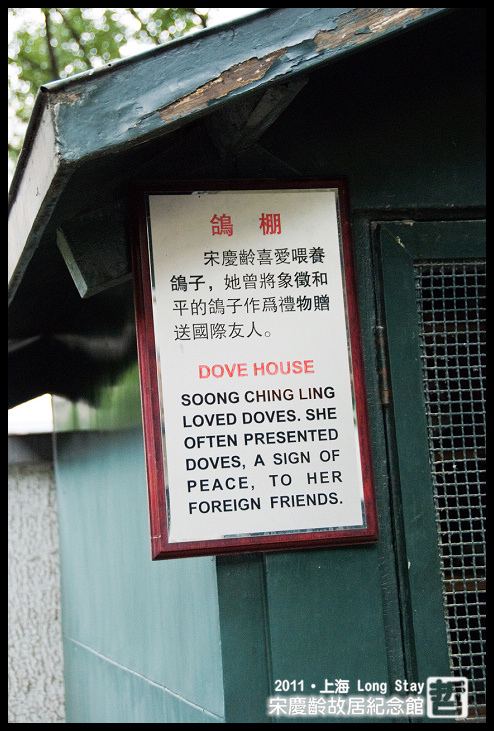 鴿 棚
宋慶齡喜愛喂養
鴿子，她曾將象徵和
平的鴿子作爲禮物贈
送國際友人。
DOVE HOUSE
SOONG CHING LING
LOVED DOVES. SHE
OFTEN PRESENTED
DOVES, A SIGN OF
PEACE, TO HER
FOREIGN FRIENDS.
2011・上海 Long Stay
宋慶齡故居紀念館
哲